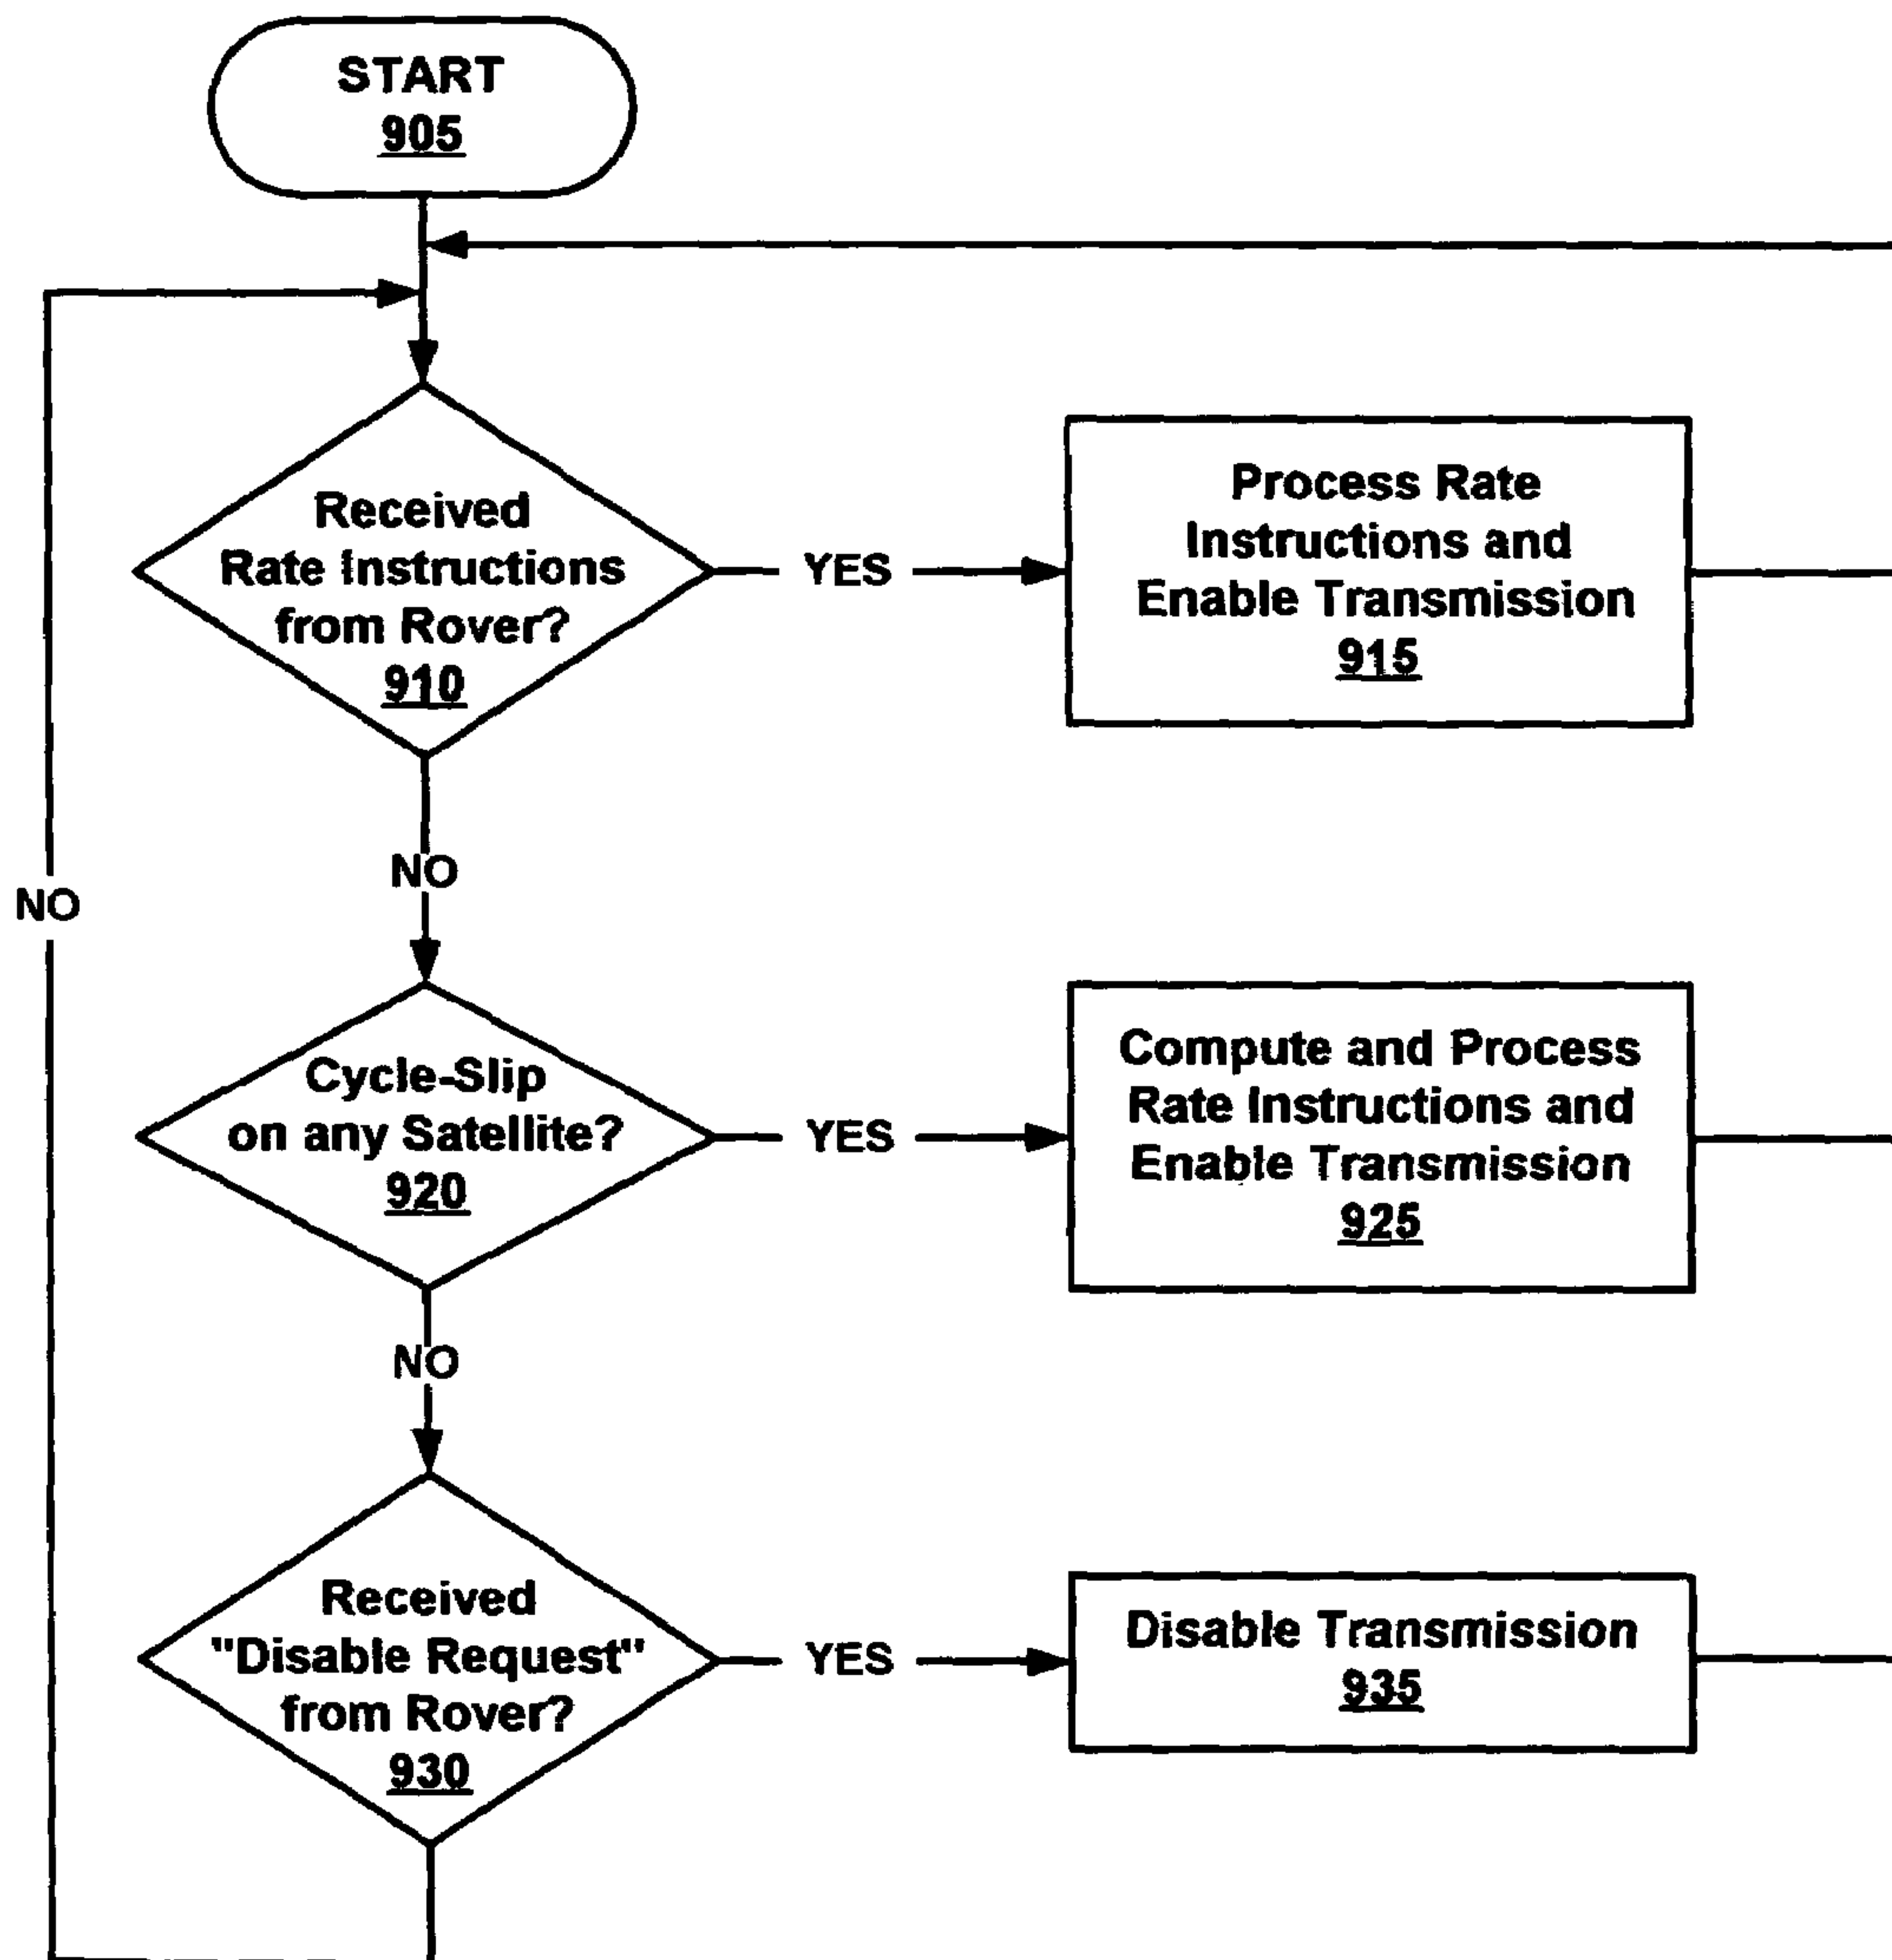 START
905
Received
Rate Instructions
from Rover?
910
YES
Process Rate
Instructions and
Enable Transmission
915
NO
NO
Cycle-Slip
on any Satellite?
920
YES
Compute and Process
Rate Instructions and
Enable Transmission
925
NO
Received
"Disable Request"
from Rover?
930
YES
Disable Transmission
935